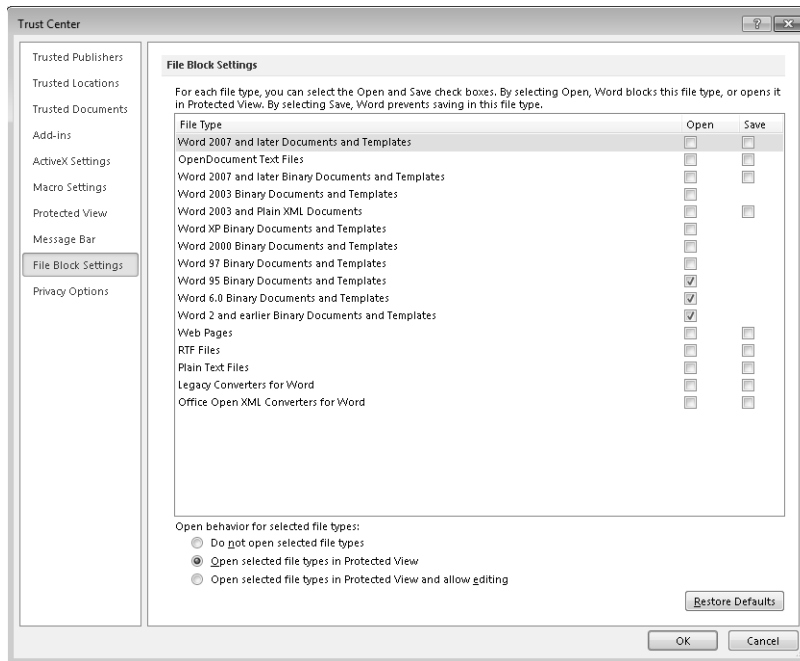 Trust Center
Trusted Publishers
Trusted Locations
Trusted Documents
Add-ins
ActiveX Settings
Macro Settings
Protected View
Message Bar
File Block Settings
Privacy Options
File Block Settings
For each file type, you can select the Open and Save check boxes. By selecting Open, Word blocks this file type, or opens it
in Protected View. By selecting Save, Word prevents saving in this file type.
File Type Open Save
Word 2007 and later Documents and Templates
OpenDocument Text Files
Word 2007 and later Binary Documents and Templates
Word 2003 Binary Documents and Templates
Word 2003 and Plain XML Documents
Word XP Binary Documents and Templates
Word 2000 Binary Documents and Templates
Word 97 Binary Documents and Templates
Word 95 Binary Documents and Templates
Word 6.0 Binary Documents and Templates
Word 2 and earlier Binary Documents and Templates
Web Pages
RTF Files
Plain Text Files
Legacy Converters for Word
Office Open XML Converters for Word
Open behavior for selected file types:
Do not open selected file types
Open selected file types in Protected View
Open selected file types in Protected View and allow editing
Restore Defaults
OK Cancel